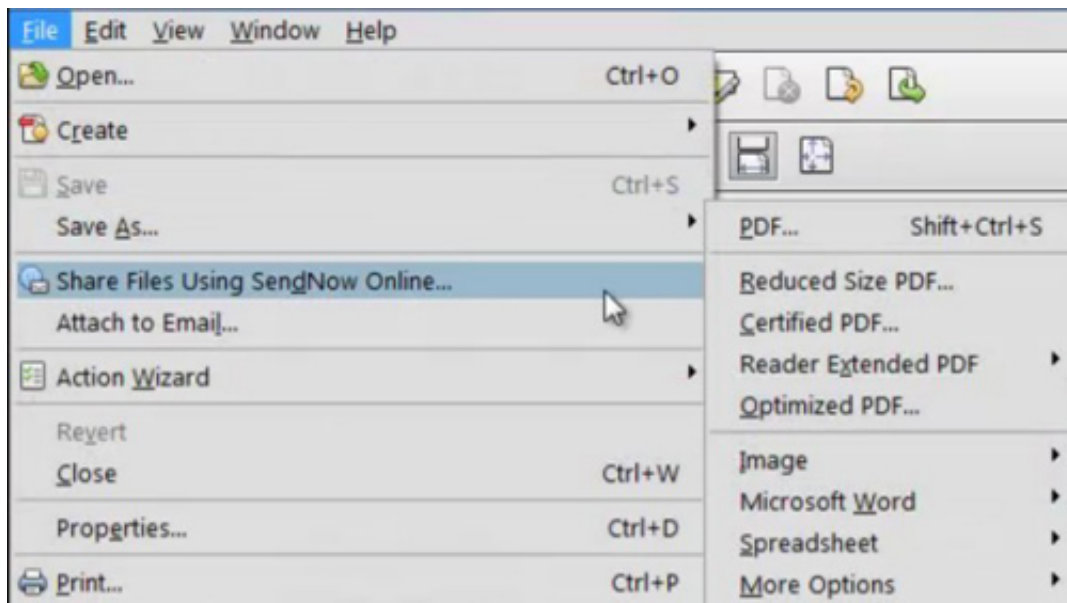 File Edit View Window Help
Open... Ctrl+O
Create
Save Ctrl+S
Save As...
Share Files Using SendNow Online...
Attach to Email...
Action Wizard
Revert
Close Ctrl+W
Properties... Ctrl+D
Print... Ctrl+P
PDF... Shift+Ctrl+S
Reduced Size PDF...
Certified PDF...
Reader Extended PDF
Optimized PDF...
Image
Microsoft Word
Spreadsheet
More Options